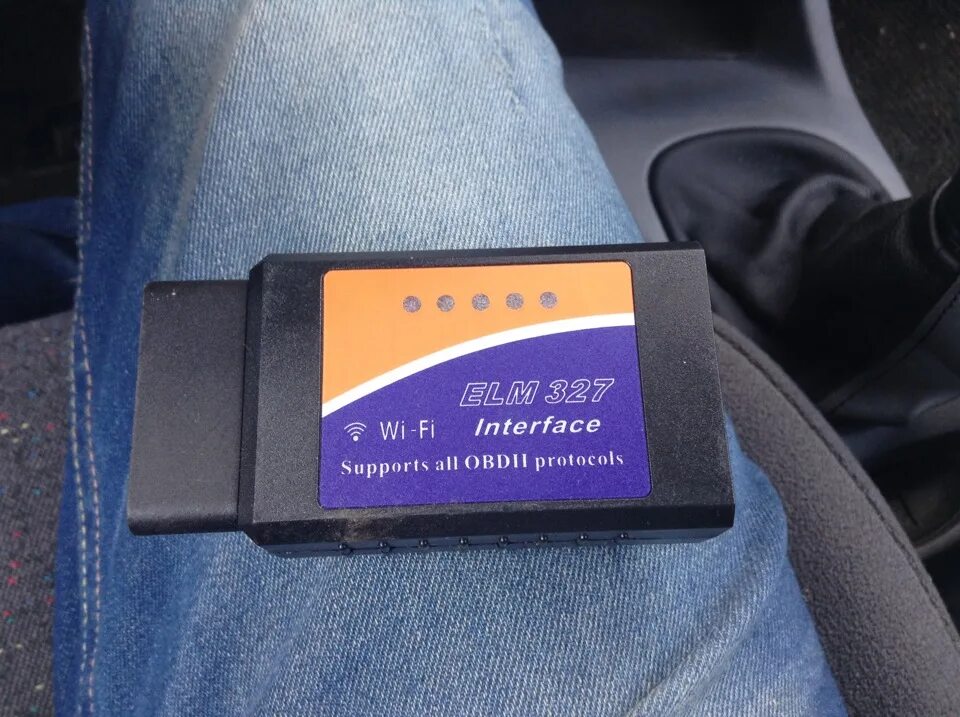 ELM 327
Wi-Fi Interface
Supports all OBDII protocols